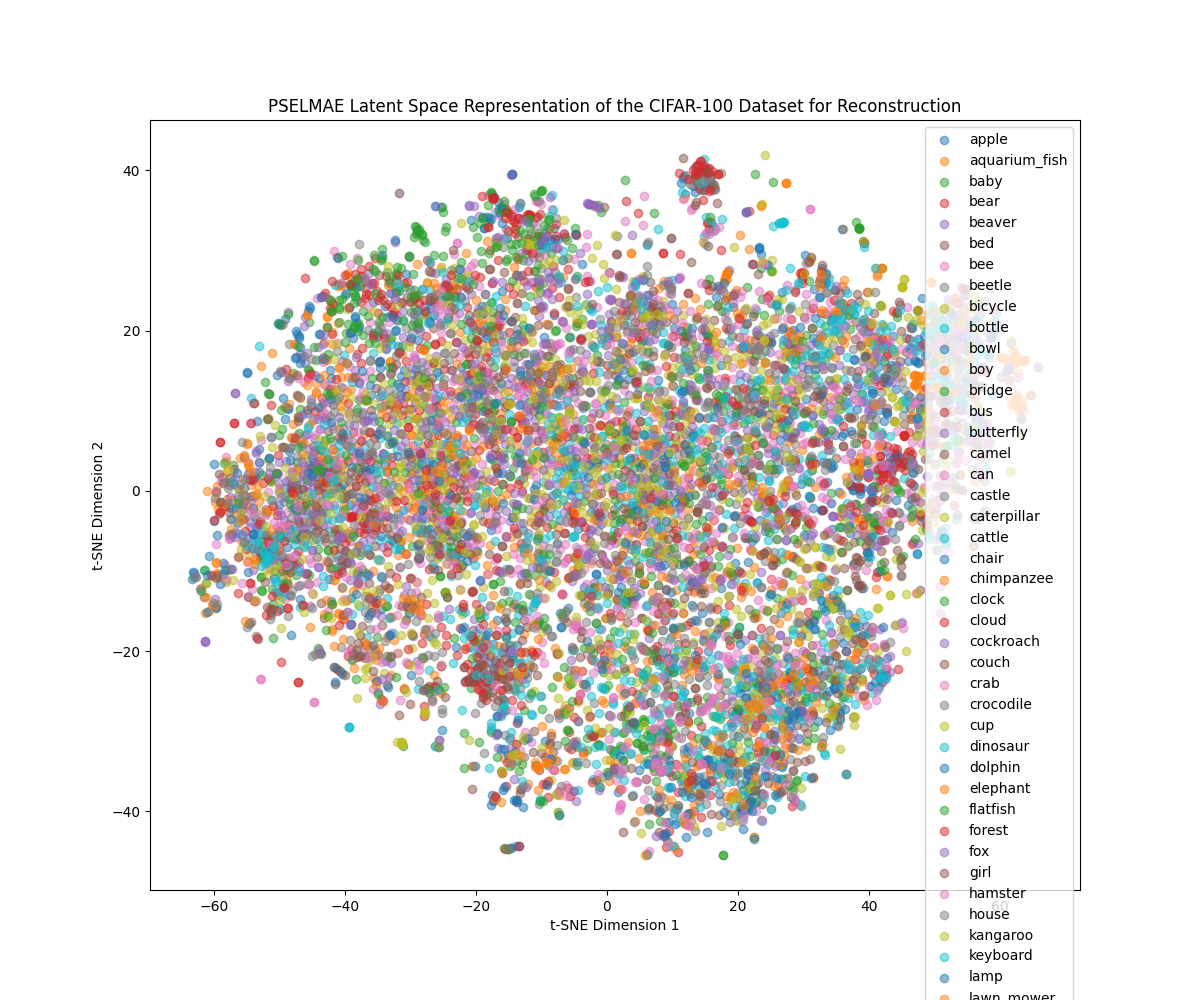 PSELMAE Latent Space Representation of the CIFAR-100 Dataset for Reconstruction
t-SNE Dimension 2
40
20
0
−20
−40
−60
−40
−20
0
20
40
60
t-SNE Dimension 1
apple
aquarium_fish
baby
bear
beaver
bed
bee
beetle
bicycle
bottle
bowl
boy
bridge
bus
butterfly
camel
can
castle
caterpillar
cattle
chair
chimpanzee
clock
cloud
cockroach
couch
crab
crocodile
cup
dinosaur
dolphin
elephant
flatfish
forest
fox
girl
hamster
house
kangaroo
keyboard
lamp
lawn_mower